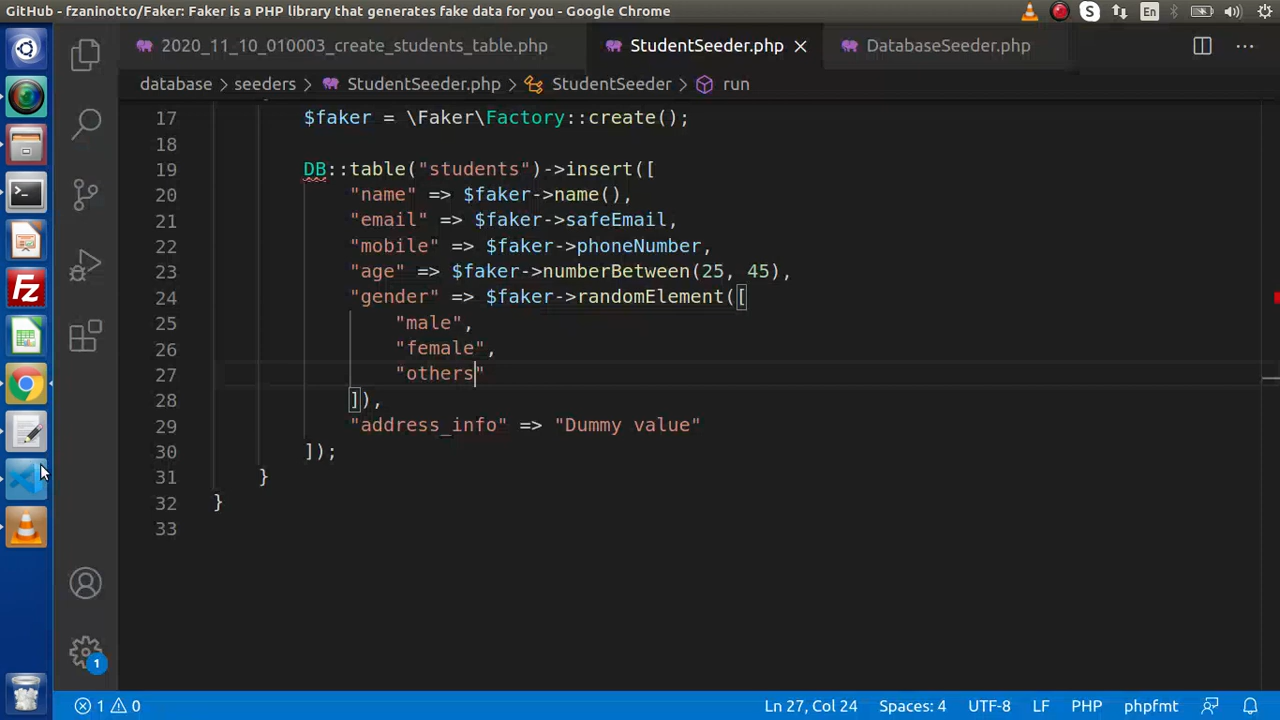 GitHub - fzaninotto/Faker: Faker is a PHP library that generates fake data for you - Google Chrome
S
En
2020_11_10_010003_create_students_table.php
StudentSeeder.php
DatabaseSeeder.php
database > seeders > StudentSeeder.php > StudentSeeder > run
17 $faker = \Faker\Factory::create();
18
19 DB::table("students")->insert([
20 "name" => $faker->name(),
21 "email" => $faker->safeEmail,
22 "mobile" => $faker->phoneNumber,
23 "age" => $faker->numberBetween(25, 45),
24 "gender" => $faker->randomElement([
25 "male",
26 "female",
27 "others"
28 ]),
29 "address_info" => "Dummy value"
30 ]);
31 }
32 }
33
Fz
1
1 0 Ln 27, Col 24 Spaces: 4 UTF-8 LF PHP phpfmt